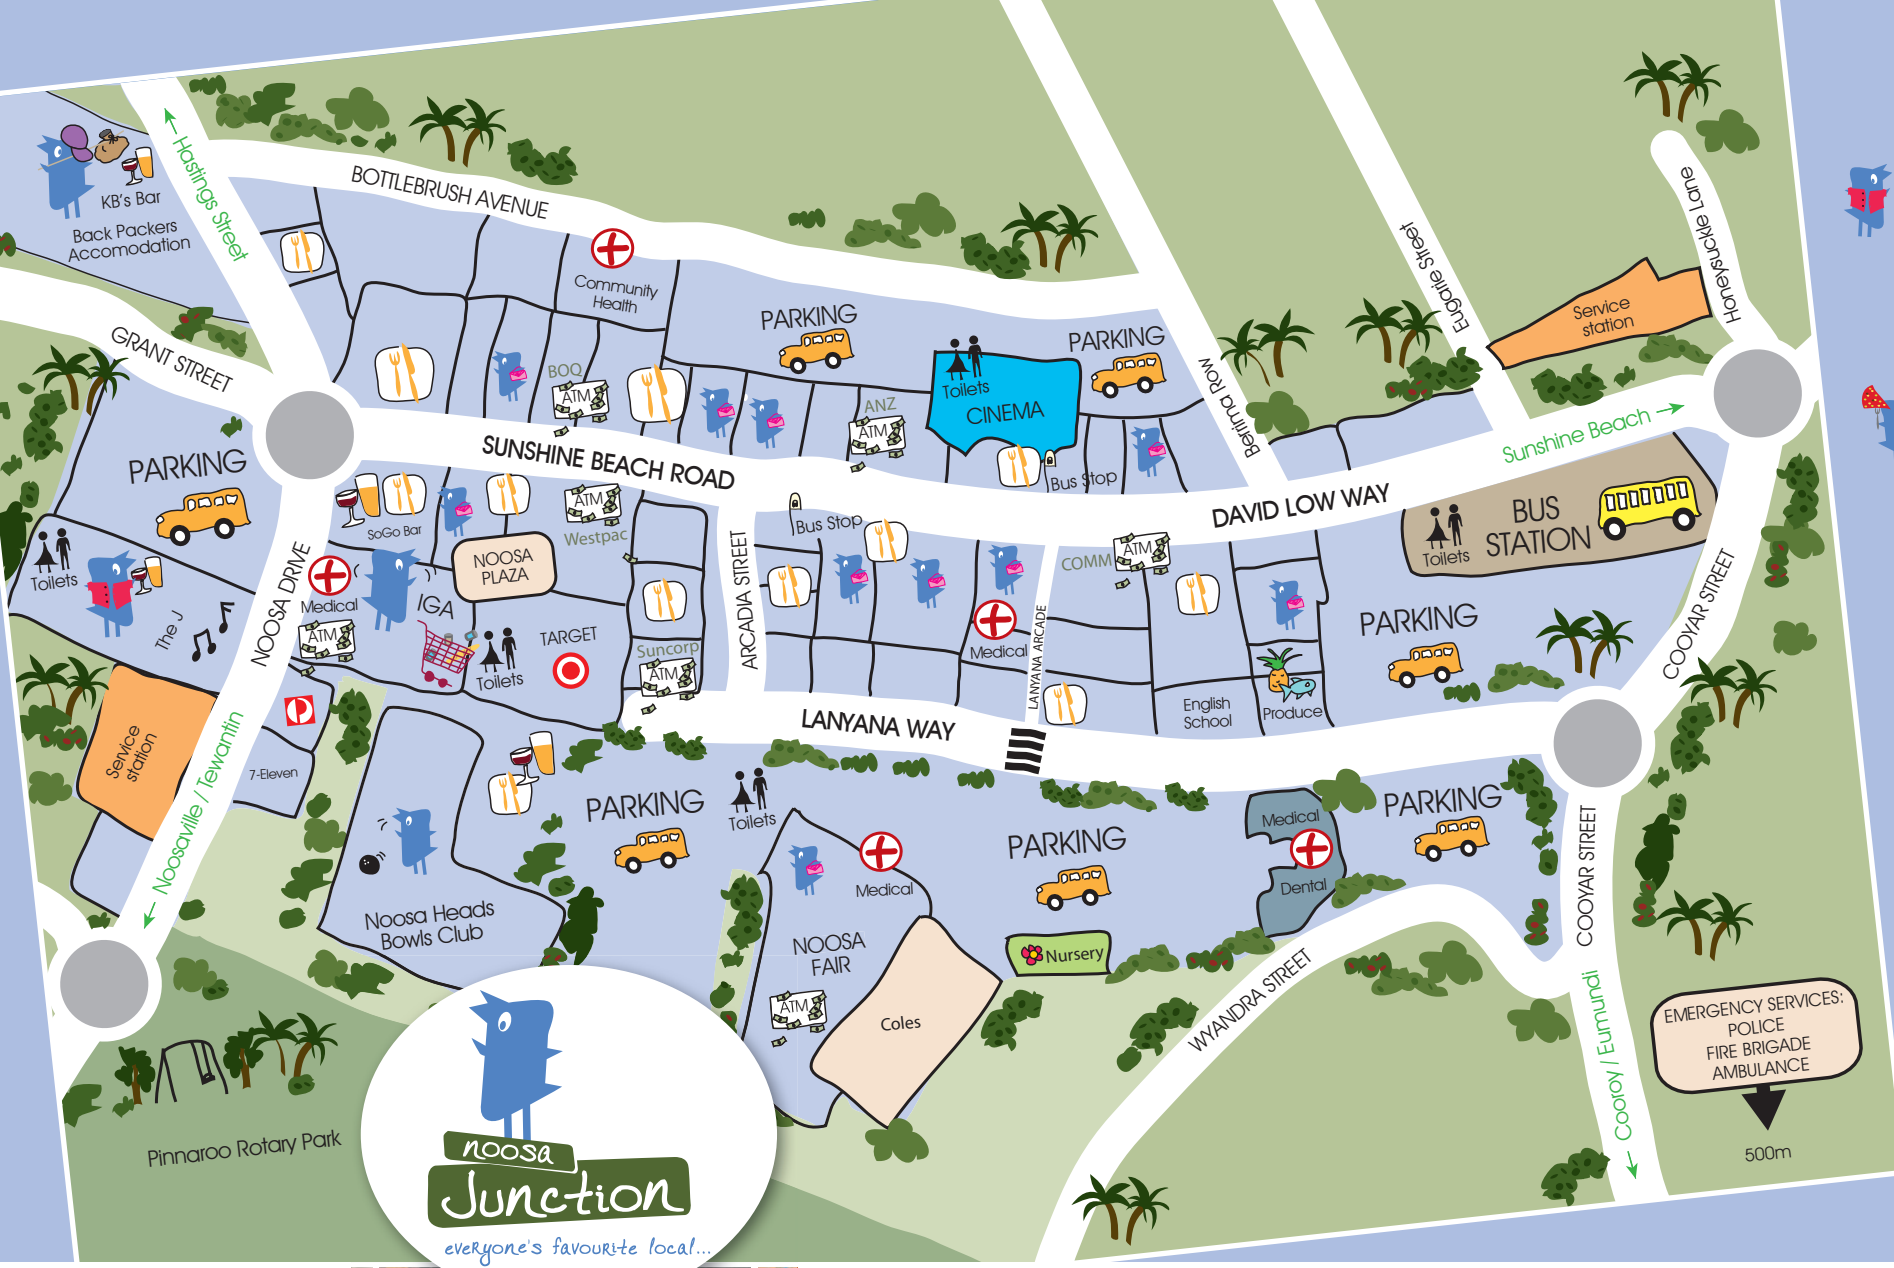 Hastings Street
KB's Bar
Back Packers
Accomodation
BOTTLEBRUSH AVENUE
Community
Health
GRANT STREET
PARKING
PARKING
Toilets
CINEMA
Berrima Row
Eugarie Street
Honeysuckle Lane
Service
station
BOQ
ATM
ANZ
ATM
PARKING
SUNSHINE BEACH ROAD
Bus Stop
Bus Stop
DAVID LOW WAY
Sunshine Beach
BUS
STATION
Toilets
SoGo Bar
ATM
Westpac
NOOSA
PLAZA
Toilets
The J
NOOSA DRIVE
Medical
ATM
IGA
Toilets
TARGET
Suncorp
ATM
ARCADIA STREET
COMM
ATM
Medical
LANYANA ARCADE
English
School
Produce
PARKING
COOYAR STREET
LANYANA WAY
Service
station
Noosaville / Tewantin
7-Eleven
Noosa Heads
Bowls Club
PARKING
Toilets
Medical
NOOSA
FAIR
ATM
Coles
PARKING
Nursery
Medical
Dental
PARKING
COOYAR STREET
WYANDRA STREET
Cooroy / Eumundi
EMERGENCY SERVICES:
POLICE
FIRE BRIGADE
AMBULANCE
500m
Pinnaroo Rotary Park
noosa
Junction
everyone's favourite local...